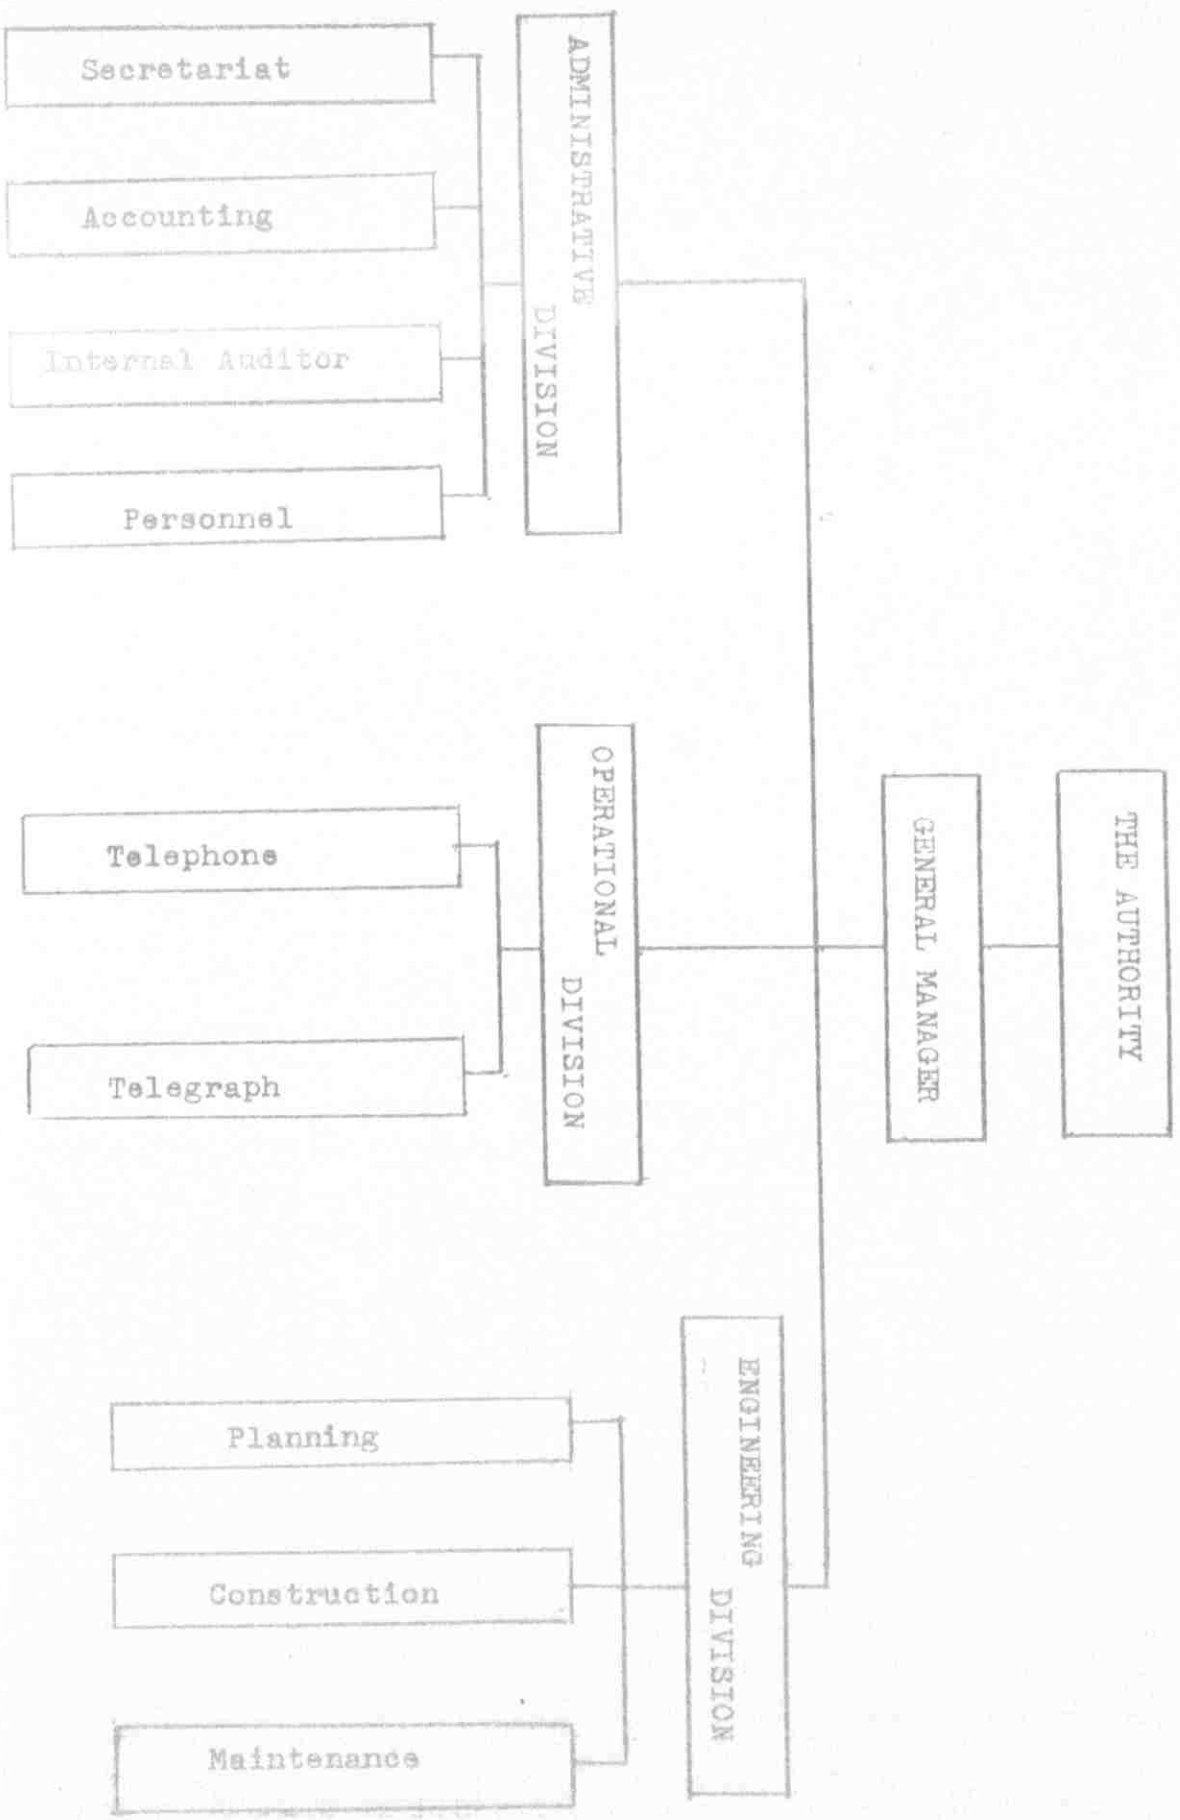 THE AUTHORITY
GENERAL MANAGER
ADMINISTRATIVE
DIVISION
Secretariat
Accounting
Internal Auditor
Personnel
OPERATIONAL
DIVISION
Telephone
Telegraph
ENGINEERING
DIVISION
Planning
Construction
Maintenance